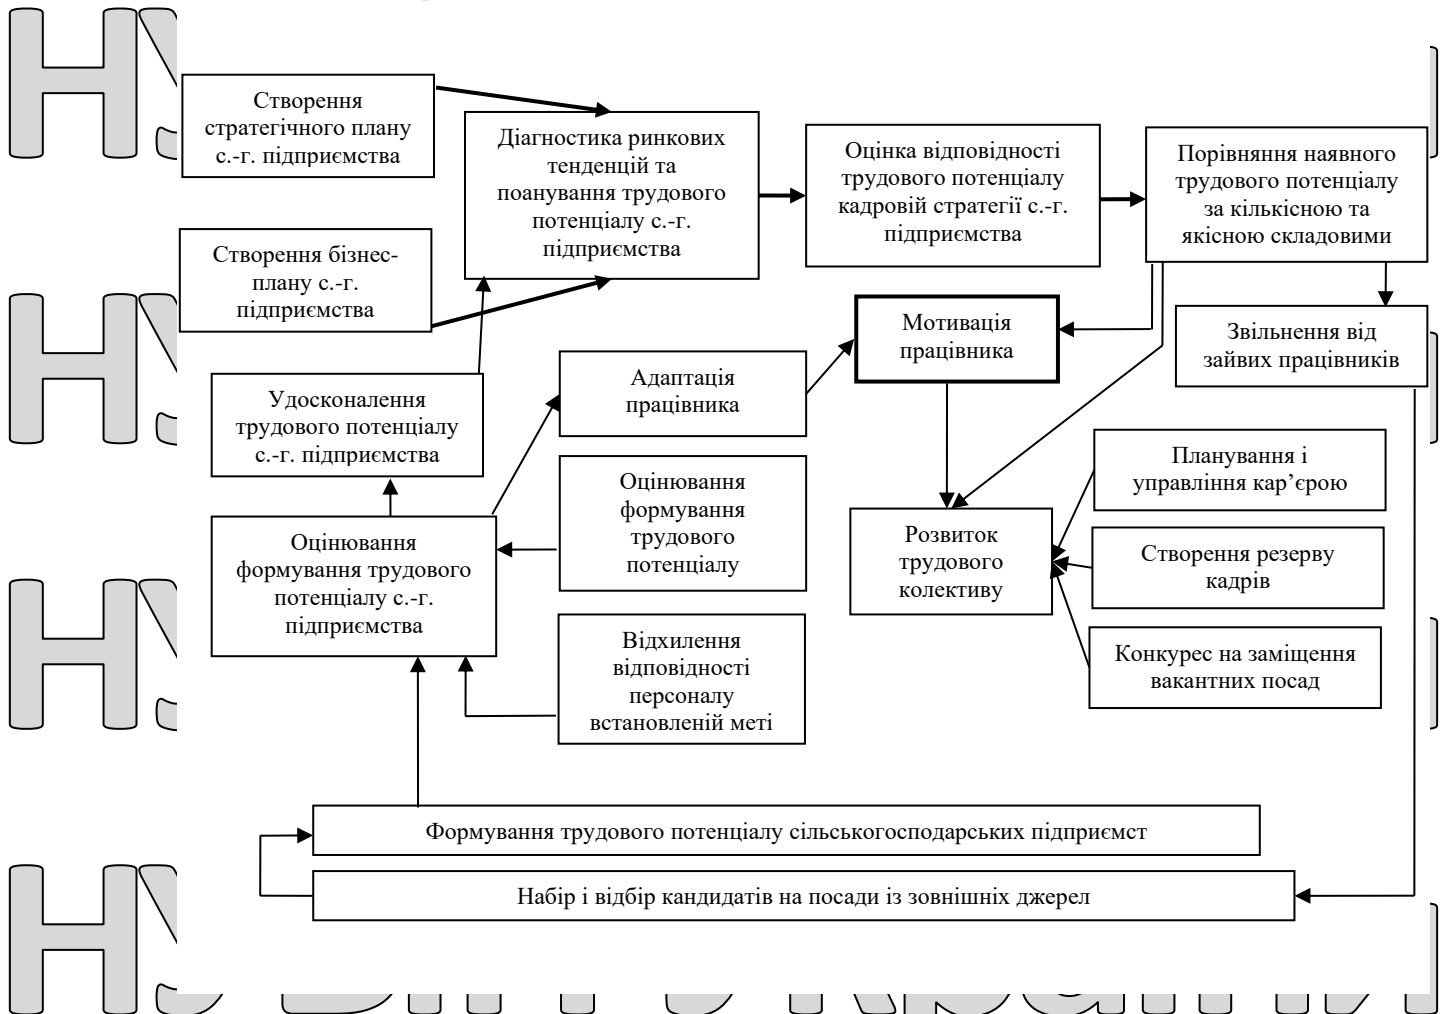 Створення
стратегічного плану
с.-г. підприємства
Діагностика ринкових
тенденцій та
поанування трудового
потенціалу с.-г.
підприємства
Оцінка відповідності
трудового потенціалу
кадровій стратегії с.-г.
підприємства
Порівняння наявного
трудового потенціалу
за кількісною та
якісною складовими
Створення бізнес-
плану с.-г.
підприємства
Мотивація
працівника
Звільнення від
зайвих працівників
Адаптація
працівника
Удосконалення
трудового потенціалу
с.-г. підприємства
Оцінювання
формування
трудового
потенціалу
Планування і
управління кар’єрою
Оцінювання
формування трудового
потенціалу с.-г.
підприємства
Розвиток
трудового
колективу
Створення резерву
кадрів
Відхилення
відповідності
персоналу
встановленій меті
Конкурес на заміщення
вакантних посад
Формування трудового потенціалу сільськогосподарських підприємст
Набір і відбір кандидатів на посади із зовнішніх джерел